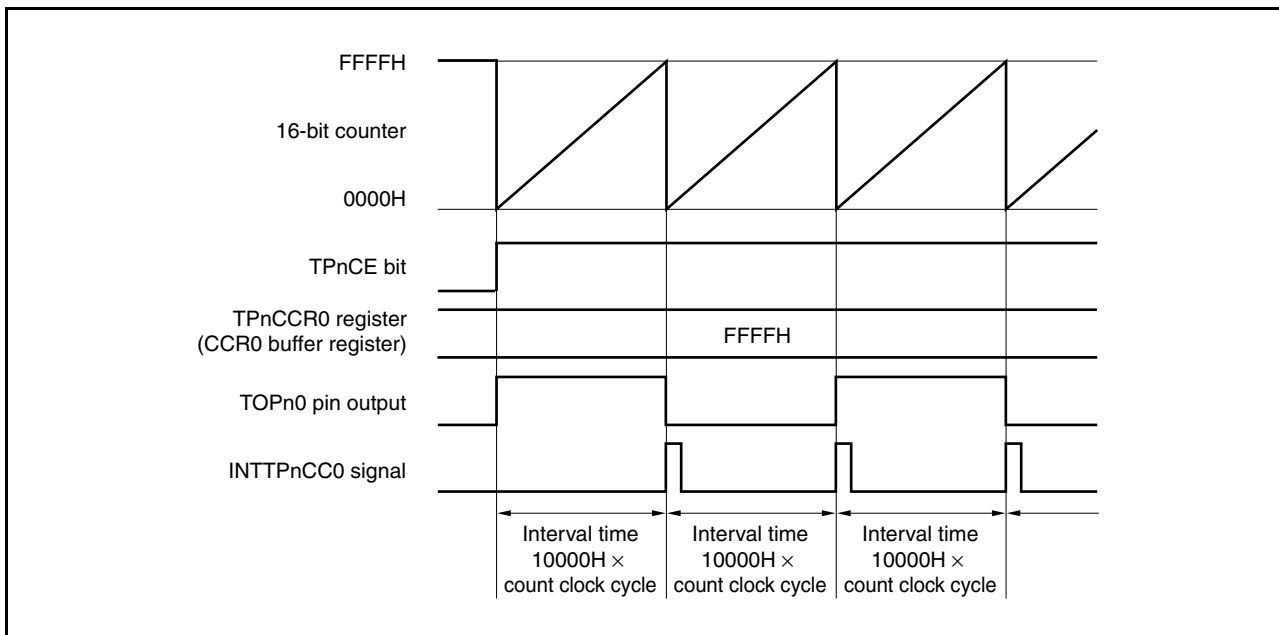 FFFFH
16-bit counter
0000H
TPnCE bit
TPnCCR0 register
(CCR0 buffer register)
FFFFH
TOPn0 pin output
INTTPnCC0 signal
Interval time
10000H ×
count clock cycle
Interval time
10000H ×
count clock cycle
Interval time
10000H ×
count clock cycle